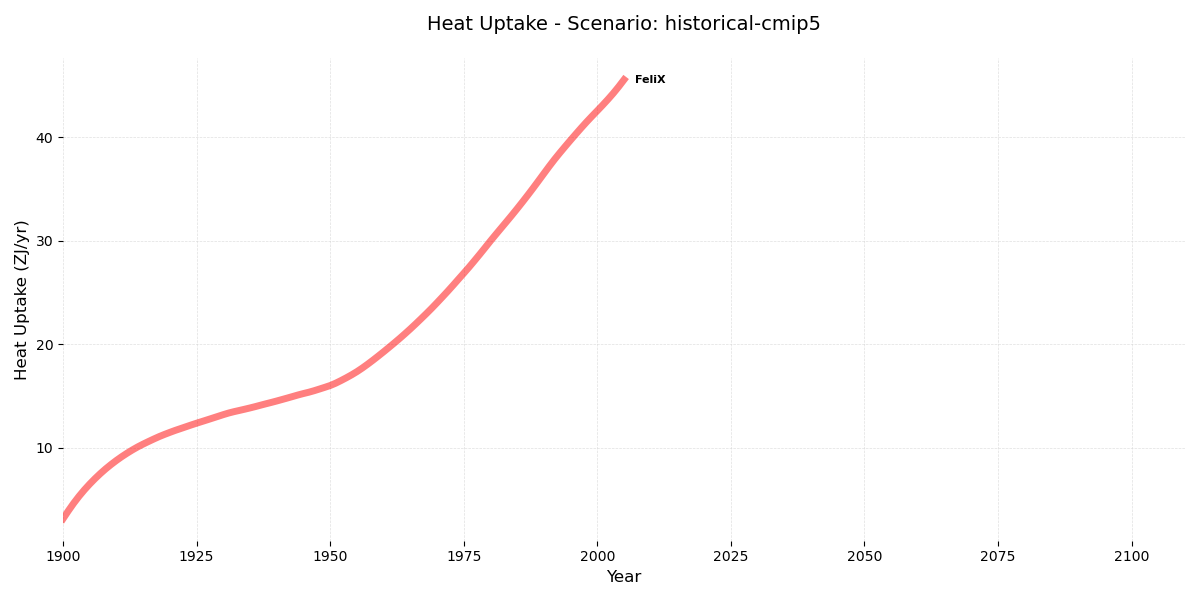 Heat Uptake - Scenario: historical-cmip5
FeliX
Heat Uptake (ZJ/yr)
40
30
20
10
1900 1925 1950 1975 2000 2025 2050 2075 2100
Year